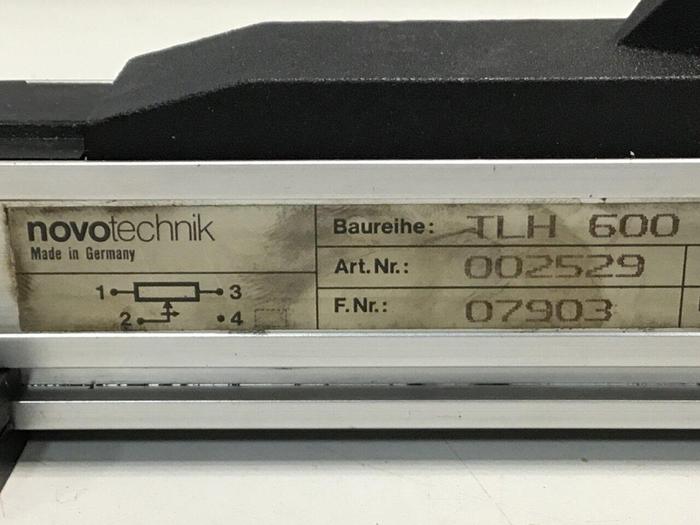 novotechnik
Made in Germany
1 3
2 4
Baureihe: TLH 600
Art.Nr.: 002529
F.Nr.: 07903